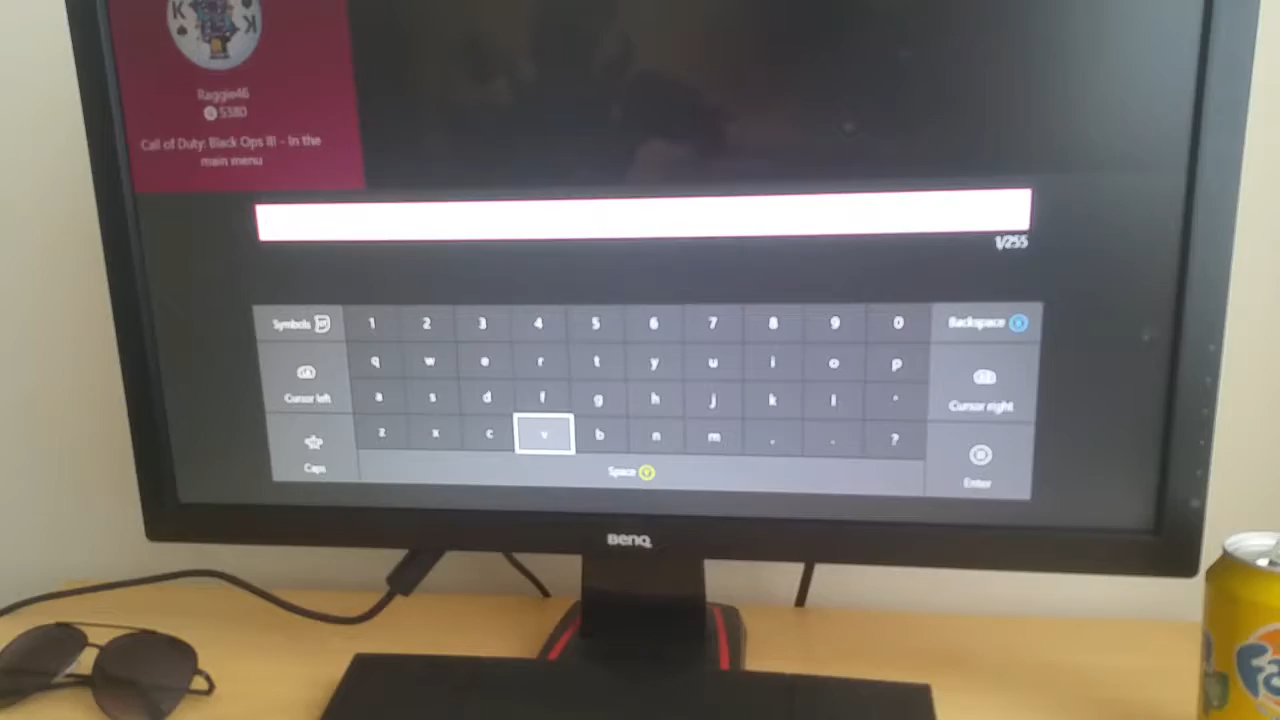 K K
Raggie46
G 5380
Call of Duty: Black Ops III - In the
main menu
1/255
Symbols 1 2 3 4 5 6 7 8 9 0 Backspace
q w e r t y u i o p
Cursor left a s d f g h j k l ' Cursor right
z x c v b n m , . ?
Caps Space Y Enter
BenQ